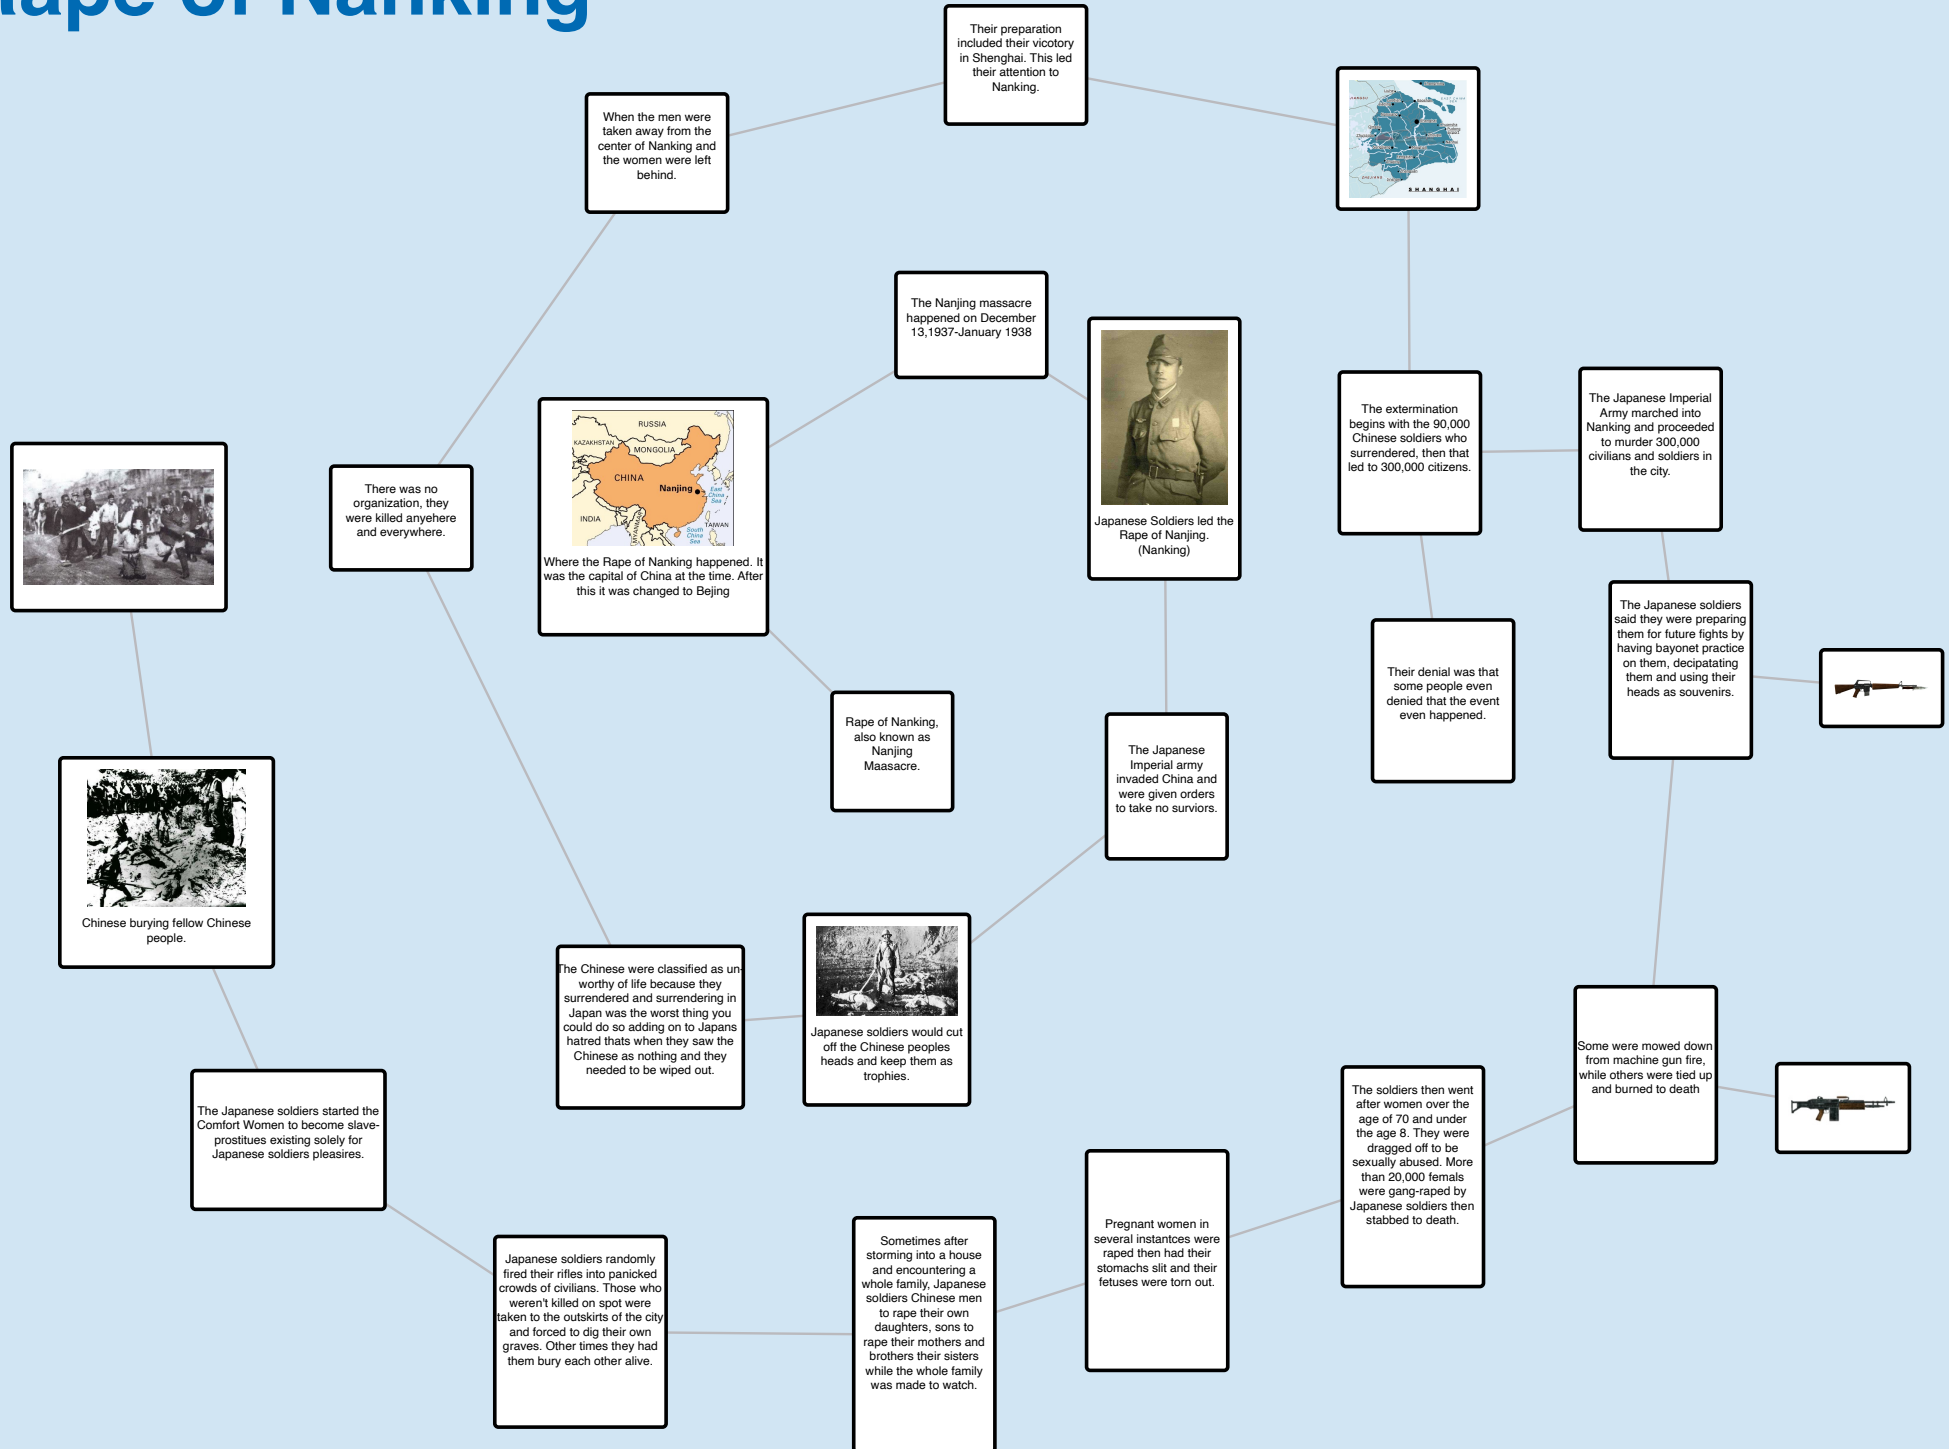 Rape of Nanking
Their preparation
included their vicotory
in Shenghai. This led
their attention to
Nanking.
When the men were
taken away from the
center of Nanking and
the women were left
behind.
SHANGHAI
The Nanjing massacre
happened on December
13,1937-January 1938
Japanese Soldiers led the
Rape of Nanjing.
(Nanking)
RUSSIA
KAZAKHSTAN
MONGOLIA
CHINA
Nanjing
East
China
Sea
INDIA
MYANMAR
TAIWAN
South
China
Sea
Where the Rape of Nanking happened. It
was the capital of China at the time. After
this it was changed to Bejing
The extermination
begins with the 90,000
Chinese soldiers who
surrendered, then that
led to 300,000 citizens.
The Japanese Imperial
Army marched into
Nanking and proceeded
to murder 300,000
civilians and soldiers in
the city.
There was no
organization, they
were killed anyehere
and everywhere.
The Japanese soldiers
said they were preparing
them for future fights by
having bayonet practice
on them, decipatating
them and using their
heads as souvenirs.
Their denial was that
some people even
denied that the event
even happened.
Rape of Nanking,
also known as
Nanjing
Maasacre.
The Japanese
Imperial army
invaded China and
were given orders
to take no surviors.
Chinese burying fellow Chinese
people.
The Chinese were classified as un-
worthy of life because they
surrendered and surrendering in
Japan was the worst thing you
could do so adding on to Japans
hatred thats when they saw the
Chinese as nothing and they
needed to be wiped out.
Japanese soldiers would cut
off the Chinese peoples
heads and keep them as
trophies.
Some were mowed down
from machine gun fire,
while others were tied up
and burned to death
The soldiers then went
after women over the
age of 70 and under
the age 8. They were
dragged off to be
sexually abused. More
than 20,000 femals
were gang-raped by
Japanese soldiers then
stabbed to death.
The Japanese soldiers started the
Comfort Women to become slave-
prostitues existing solely for
Japanese soldiers pleasires.
Pregnant women in
several instantces were
raped then had their
stomachs slit and their
fetuses were torn out.
Sometimes after
storming into a house
and encountering a
whole family, Japanese
soldiers Chinese men
to rape their own
daughters, sons to
rape their mothers and
brothers their sisters
while the whole family
was made to watch.
Japanese soldiers randomly
fired their rifles into panicked
crowds of civilians. Those who
weren't killed on spot were
taken to the outskirts of the city
and forced to dig their own
graves. Other times they had
them bury each other alive.